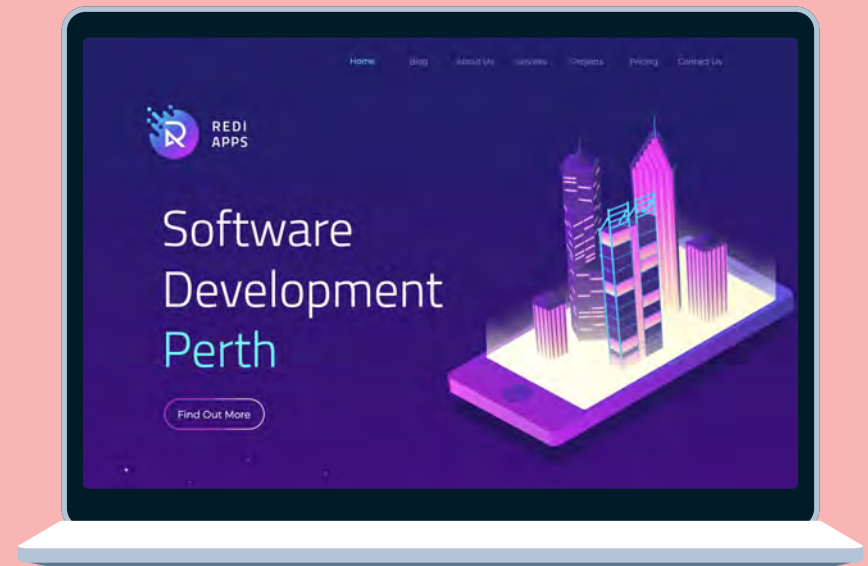 Home Blog About Us Services Projects Pricing Contact Us
REDI
APPS
Software
Development
Perth
Find Out More